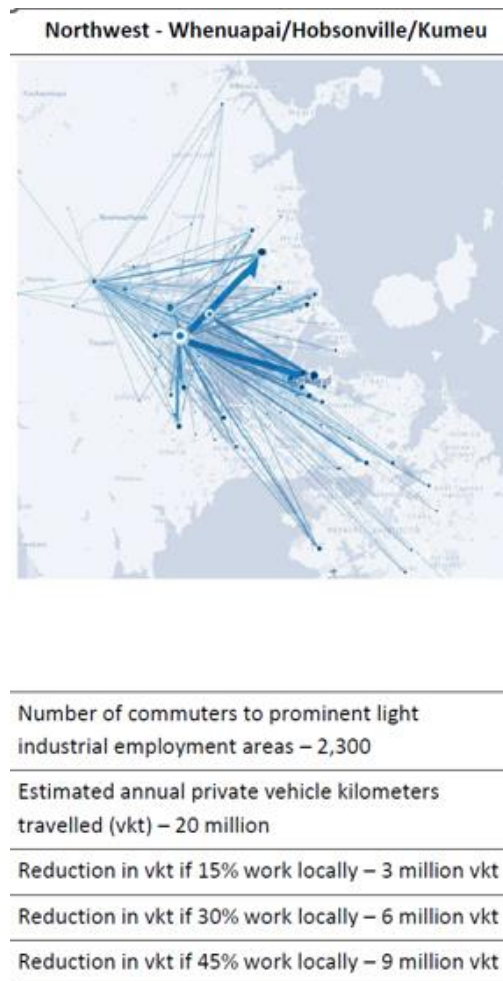 Northwest - Whenuapai/Hobsonville/Kumeu
Number of commuters to prominent light
industrial employment areas – 2,300
Estimated annual private vehicle kilometers
travelled (vkt) – 20 million
Reduction in vkt if 15% work locally – 3 million vkt
Reduction in vkt if 30% work locally – 6 million vkt
Reduction in vkt if 45% work locally – 9 million vkt